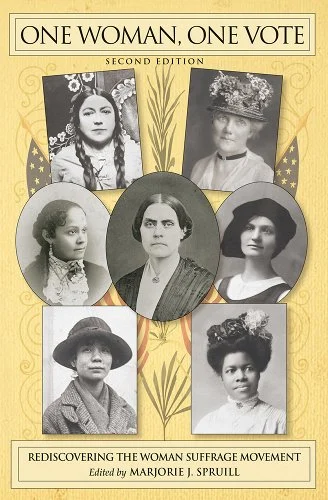 ONE WOMAN, ONE VOTE
SECOND EDITION
REDISCOVERING THE WOMAN SUFFRAGE MOVEMENT
Edited by MARJORIE J. SPRUILL